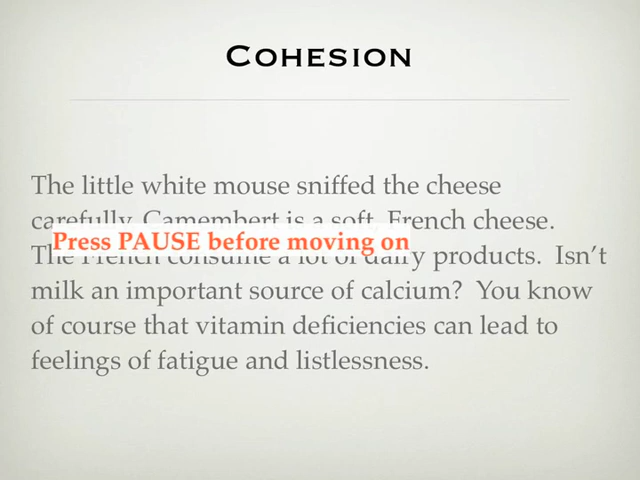 COHESION
The little white mouse sniffed the cheese
carefully. Camembert is a soft, French cheese.
Press PAUSE before moving on
The French consume a lot of dairy products.  Isn't
milk an important source of calcium?  You know
of course that vitamin deficiencies can lead to
feelings of fatigue and listlessness.